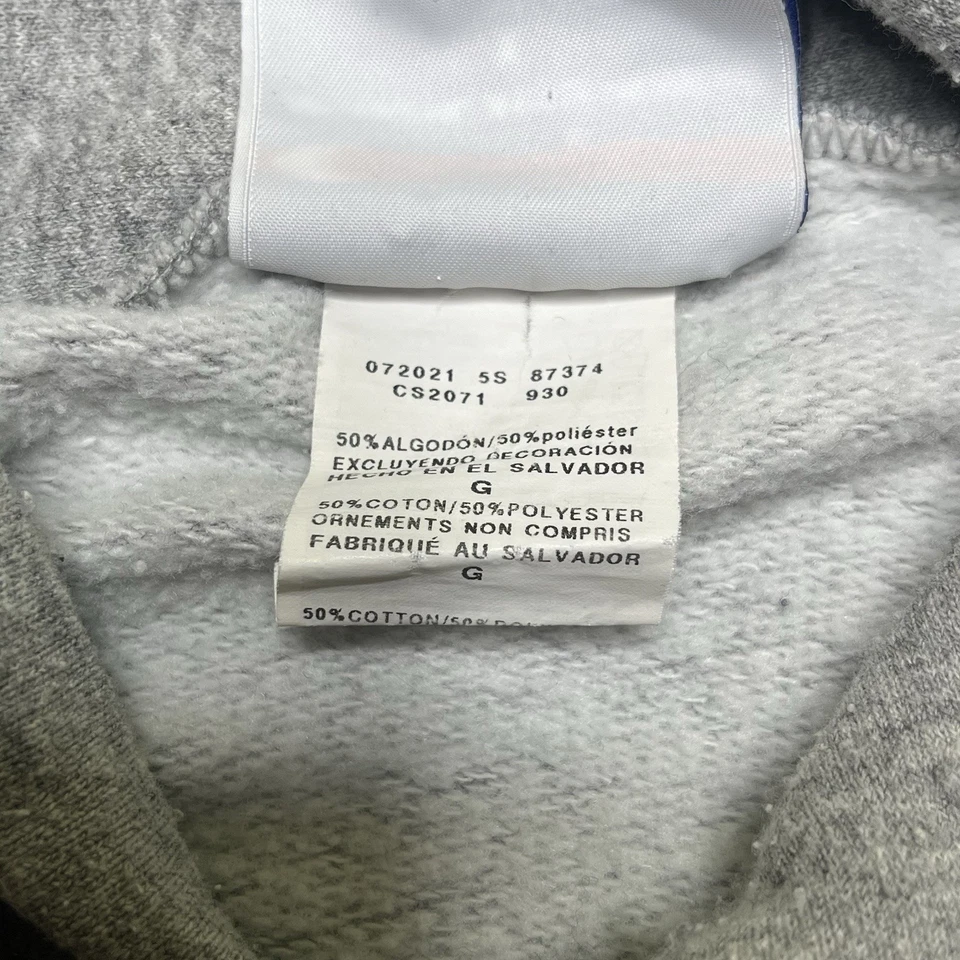 072021 5S 87374
CS2071 930
50%ALGODÓN/50%poliéster
EXCLUYENDO DECORACIÓN
HECHO EN EL SALVADOR
G
50%COTON/50%POLYESTER
ORNEMENTS NON COMPRIS
FABRIQUÉ AU SALVADOR
G
50%COTTON/50%